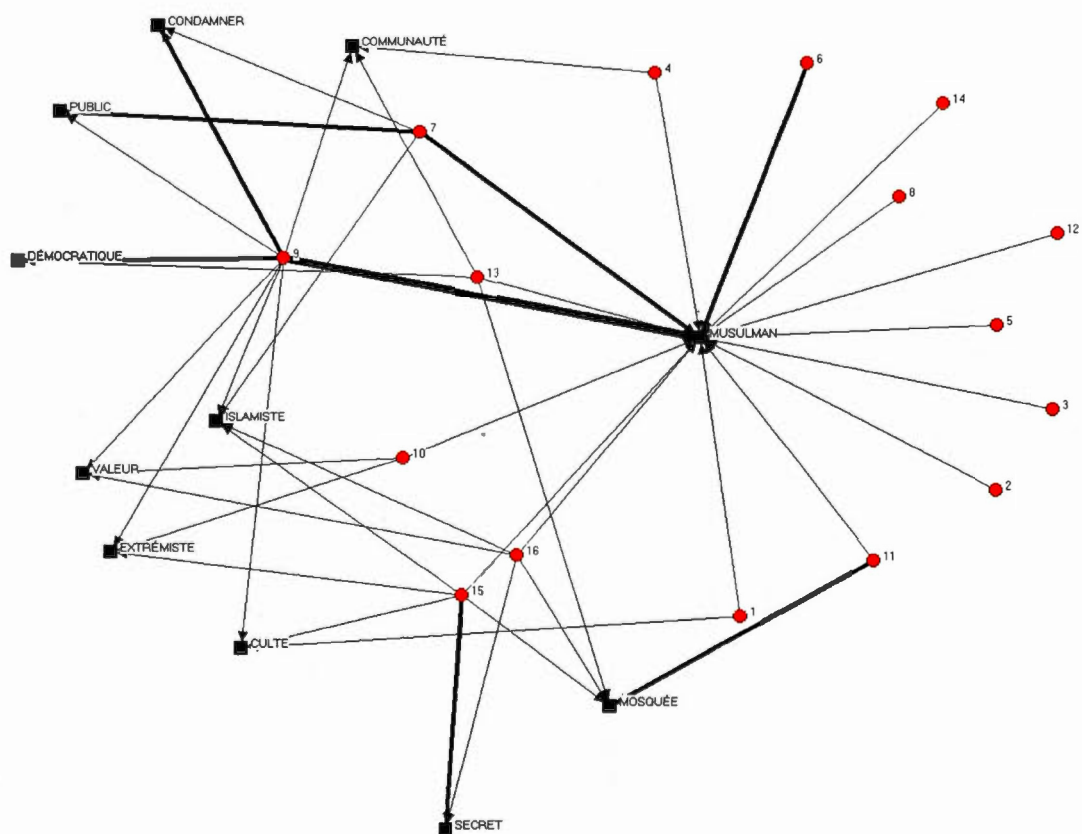 CONDAMNER
COMMUNAUTÉ
4
6
14
PUBLIC
7
8
12
DÉMOCRATIQUE
9
13
MUSULMAN
5
3
ISLAMISTE
10
VALEUR
2
EXTRÉMISTE
16
11
15
1
CULTE
MOSQUÉE
SECRET